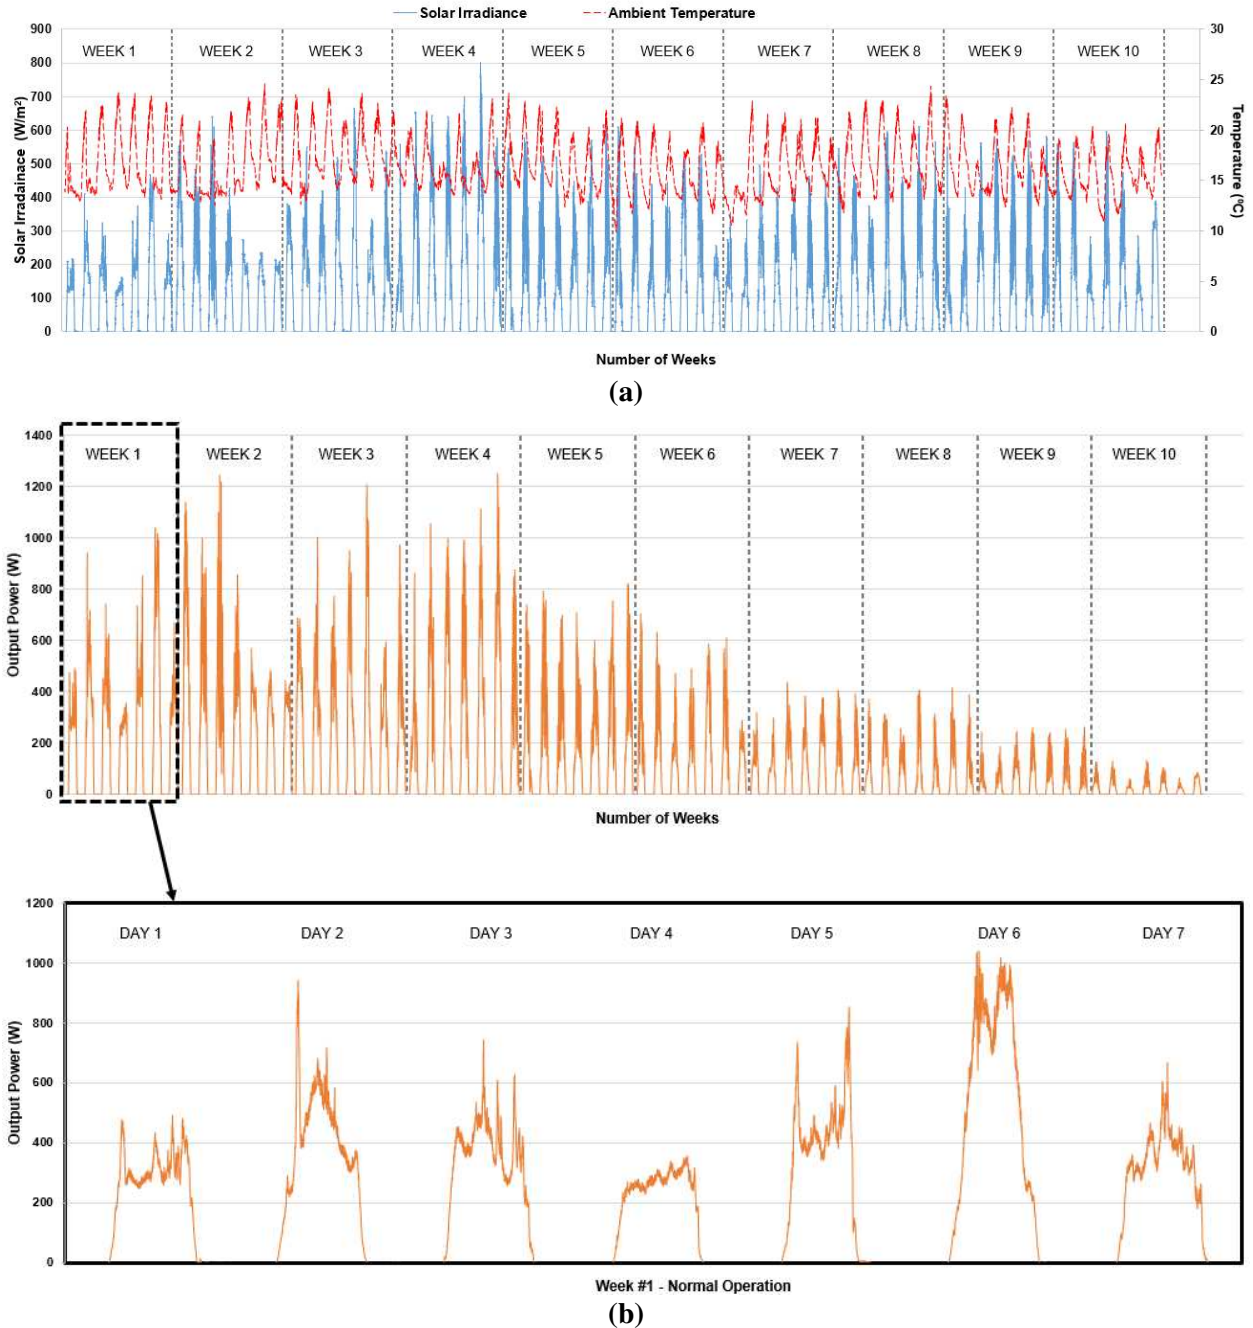 Solar Irradiance Ambient Temperature
900 30
WEEK 1 WEEK 2 WEEK 3 WEEK 4 WEEK 5 WEEK 6 WEEK 7 WEEK 8 WEEK 9 WEEK 10
800
25
700
600 20
500
15
400
300 10
200
5
100
0 0
Solar Irradainace (W/m²)
Temperature (ºC)
Number of Weeks
(a)
1400
WEEK 1 WEEK 2 WEEK 3 WEEK 4 WEEK 5 WEEK 6 WEEK 7 WEEK 8 WEEK 9 WEEK 10
1200
1000
800
600
400
200
0
Output Power (W)
Number of Weeks
1200
DAY 1 DAY 2 DAY 3 DAY 4 DAY 5 DAY 6 DAY 7
1000
800
600
400
200
0
Output Power (W)
Week #1 - Normal Operation
(b)